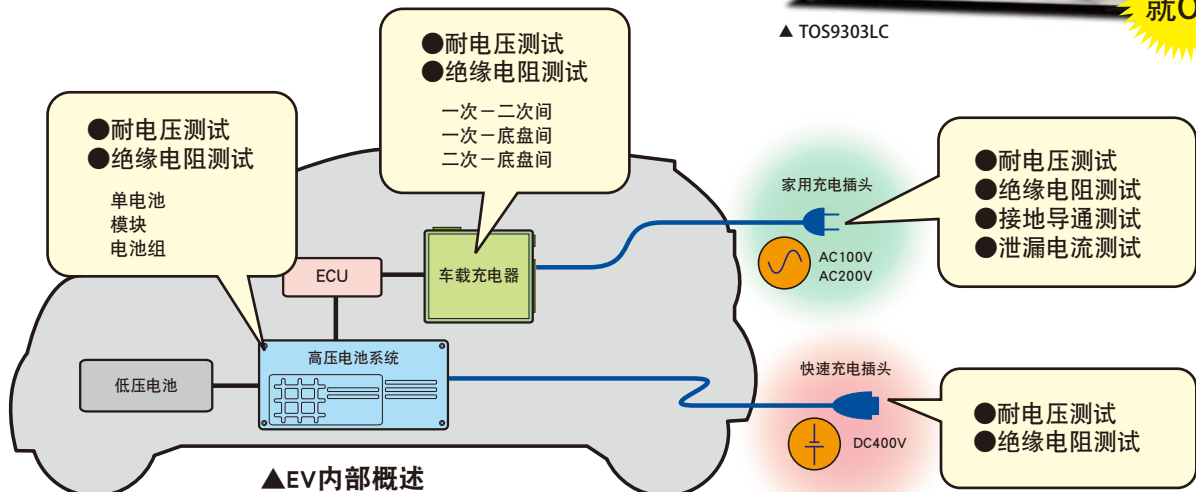 就O
▲ TOS9303LC
●耐电压测试
●绝缘电阻测试
一次－二次间
一次－底盘间
二次－底盘间
●耐电压测试
●绝缘电阻测试
单电池
模块
电池组
●耐电压测试
●绝缘电阻测试
●接地导通测试
●泄漏电流测试
家用充电插头
AC100V
AC200V
ECU
车载充电器
高压电池系统
低压电池
快速充电插头
DC400V
●耐电压测试
●绝缘电阻测试
▲EV内部概述